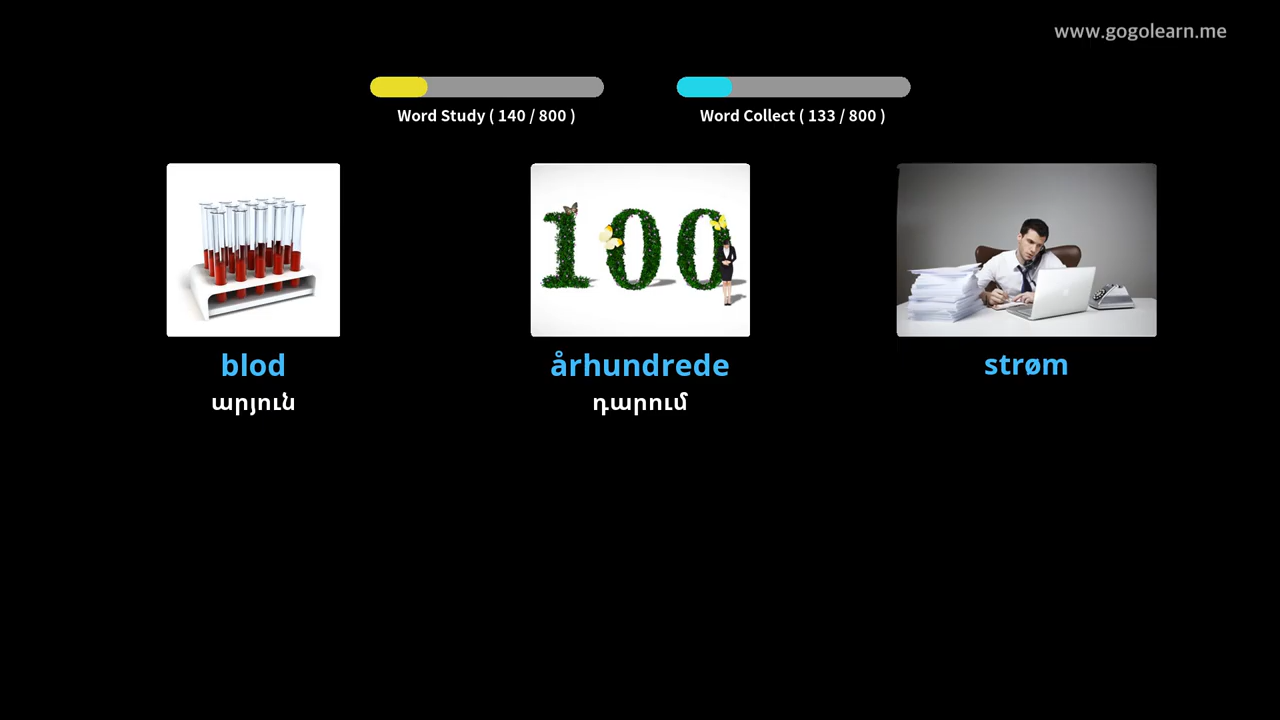 www.gogolearn.me
Word Study ( 140 / 800 )
Word Collect ( 133 / 800 )
blod
århundrede
strøm
արյուն
դարում